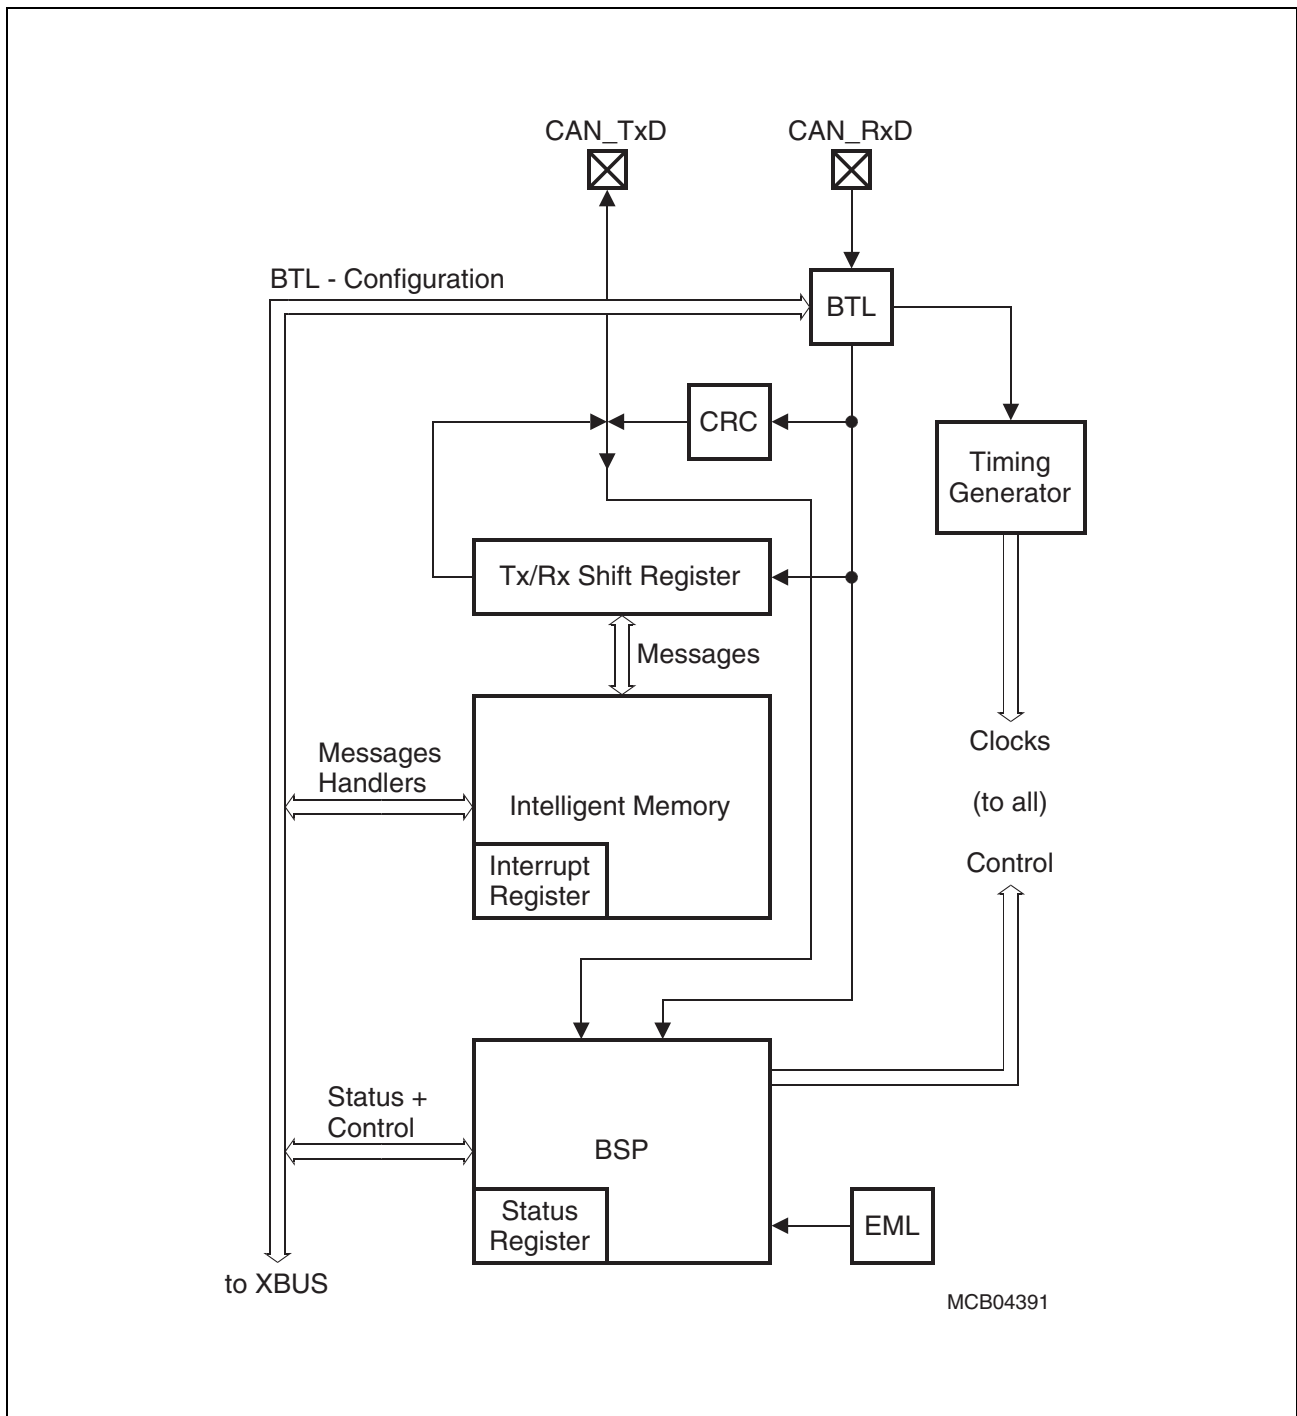 CAN_TxD
CAN_RxD
BTL - Configuration
BTL
CRC
Timing
Generator
Tx/Rx Shift Register
Messages
Clocks
Messages
Handlers
(to all)
Intelligent Memory
Control
Interrupt
Register
Status +
Control
BSP
Status
Register
EML
to XBUS
MCB04391